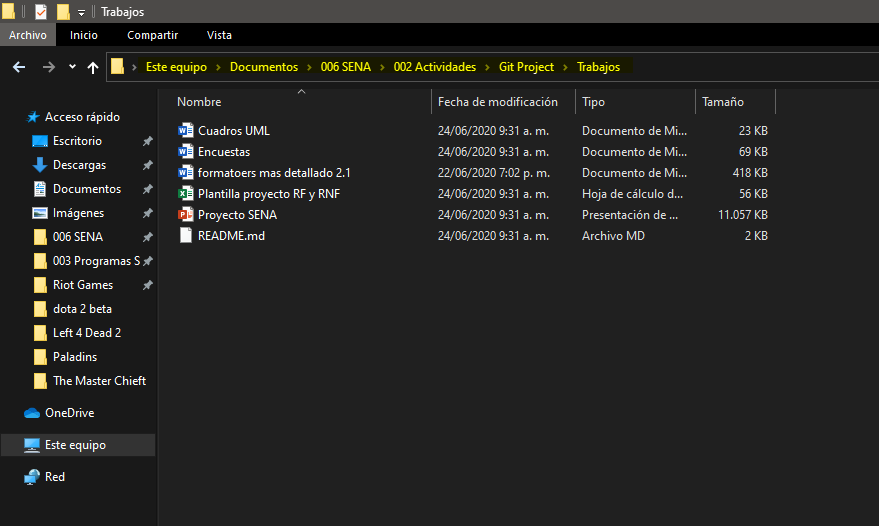 Trabajos
Archivo Inicio Compartir Vista
Este equipo Documentos 006 SENA 002 Actividades Git Project Trabajos
Acceso rápido
Escritorio
Descargas
Documentos
Imágenes
006 SENA
003 Programas S
Riot Games
dota 2 beta
Left 4 Dead 2
Paladins
The Master Chieft
OneDrive
Este equipo
Red
Nombre Fecha de modificación Tipo Tamaño
Cuadros UML 24/06/2020 9:31 a. m. Documento de Mi... 23 KB
Encuestas 24/06/2020 9:31 a. m. Documento de Mi... 69 KB
formatoers mas detallado 2.1 22/06/2020 7:02 p. m. Documento de Mi... 418 KB
Plantilla proyecto RF y RNF 24/06/2020 9:31 a. m. Hoja de cálculo d... 56 KB
Proyecto SENA 24/06/2020 9:31 a. m. Presentación de ... 11.057 KB
README.md 24/06/2020 9:31 a. m. Archivo MD 2 KB